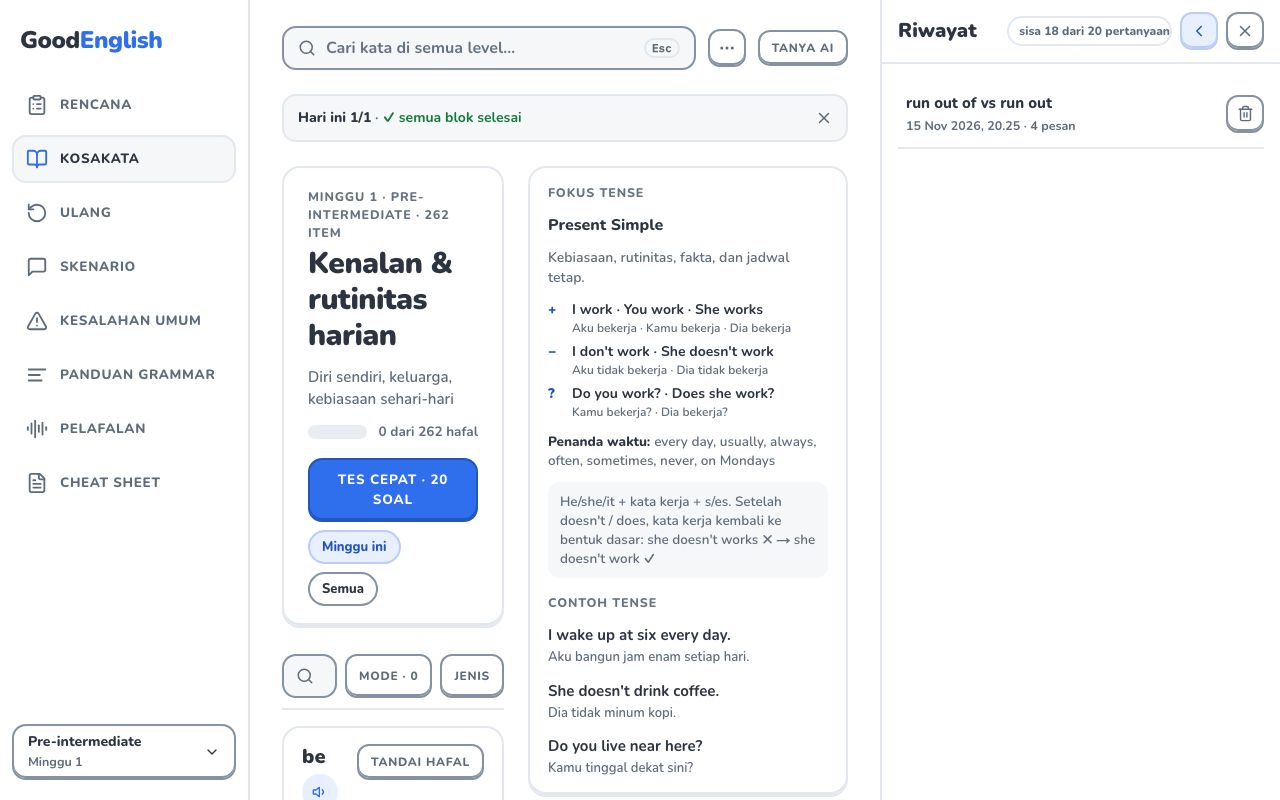 GoodEnglish
RENCANA
KOSAKATA
ULANG
SKENARIO
KESALAHAN UMUM
PANDUAN GRAMMAR
PELAFALAN
CHEAT SHEET
Pre-intermediate
Minggu 1
Cari kata di semua level...
Esc
TANYA AI
Hari ini 1/1 · ✓ semua blok selesai
MINGGU 1 · PRE-
INTERMEDIATE · 262
ITEM
Kenalan &
rutinitas
harian
Diri sendiri, keluarga,
kebiasaan sehari-hari
0 dari 262 hafal
TES CEPAT · 20
SOAL
Minggu ini
Semua
MODE · 0
JENIS
be
TANDAI HAFAL
FOKUS TENSE
Present Simple
Kebiasaan, rutinitas, fakta, dan jadwal
tetap.
+ I work · You work · She works
Aku bekerja · Kamu bekerja · Dia bekerja
− I don't work · She doesn't work
Aku tidak bekerja · Dia tidak bekerja
? Do you work? · Does she work?
Kamu bekerja? · Dia bekerja?
Penanda waktu: every day, usually, always,
often, sometimes, never, on Mondays
He/she/it + kata kerja + s/es. Setelah
doesn't / does, kata kerja kembali ke
bentuk dasar: she doesn't works ✕ → she
doesn't work ✓
CONTOH TENSE
I wake up at six every day.
Aku bangun jam enam setiap hari.
She doesn't drink coffee.
Dia tidak minum kopi.
Do you live near here?
Kamu tinggal dekat sini?
Riwayat
sisa 18 dari 20 pertanyaan
run out of vs run out
15 Nov 2026, 20.25 · 4 pesan